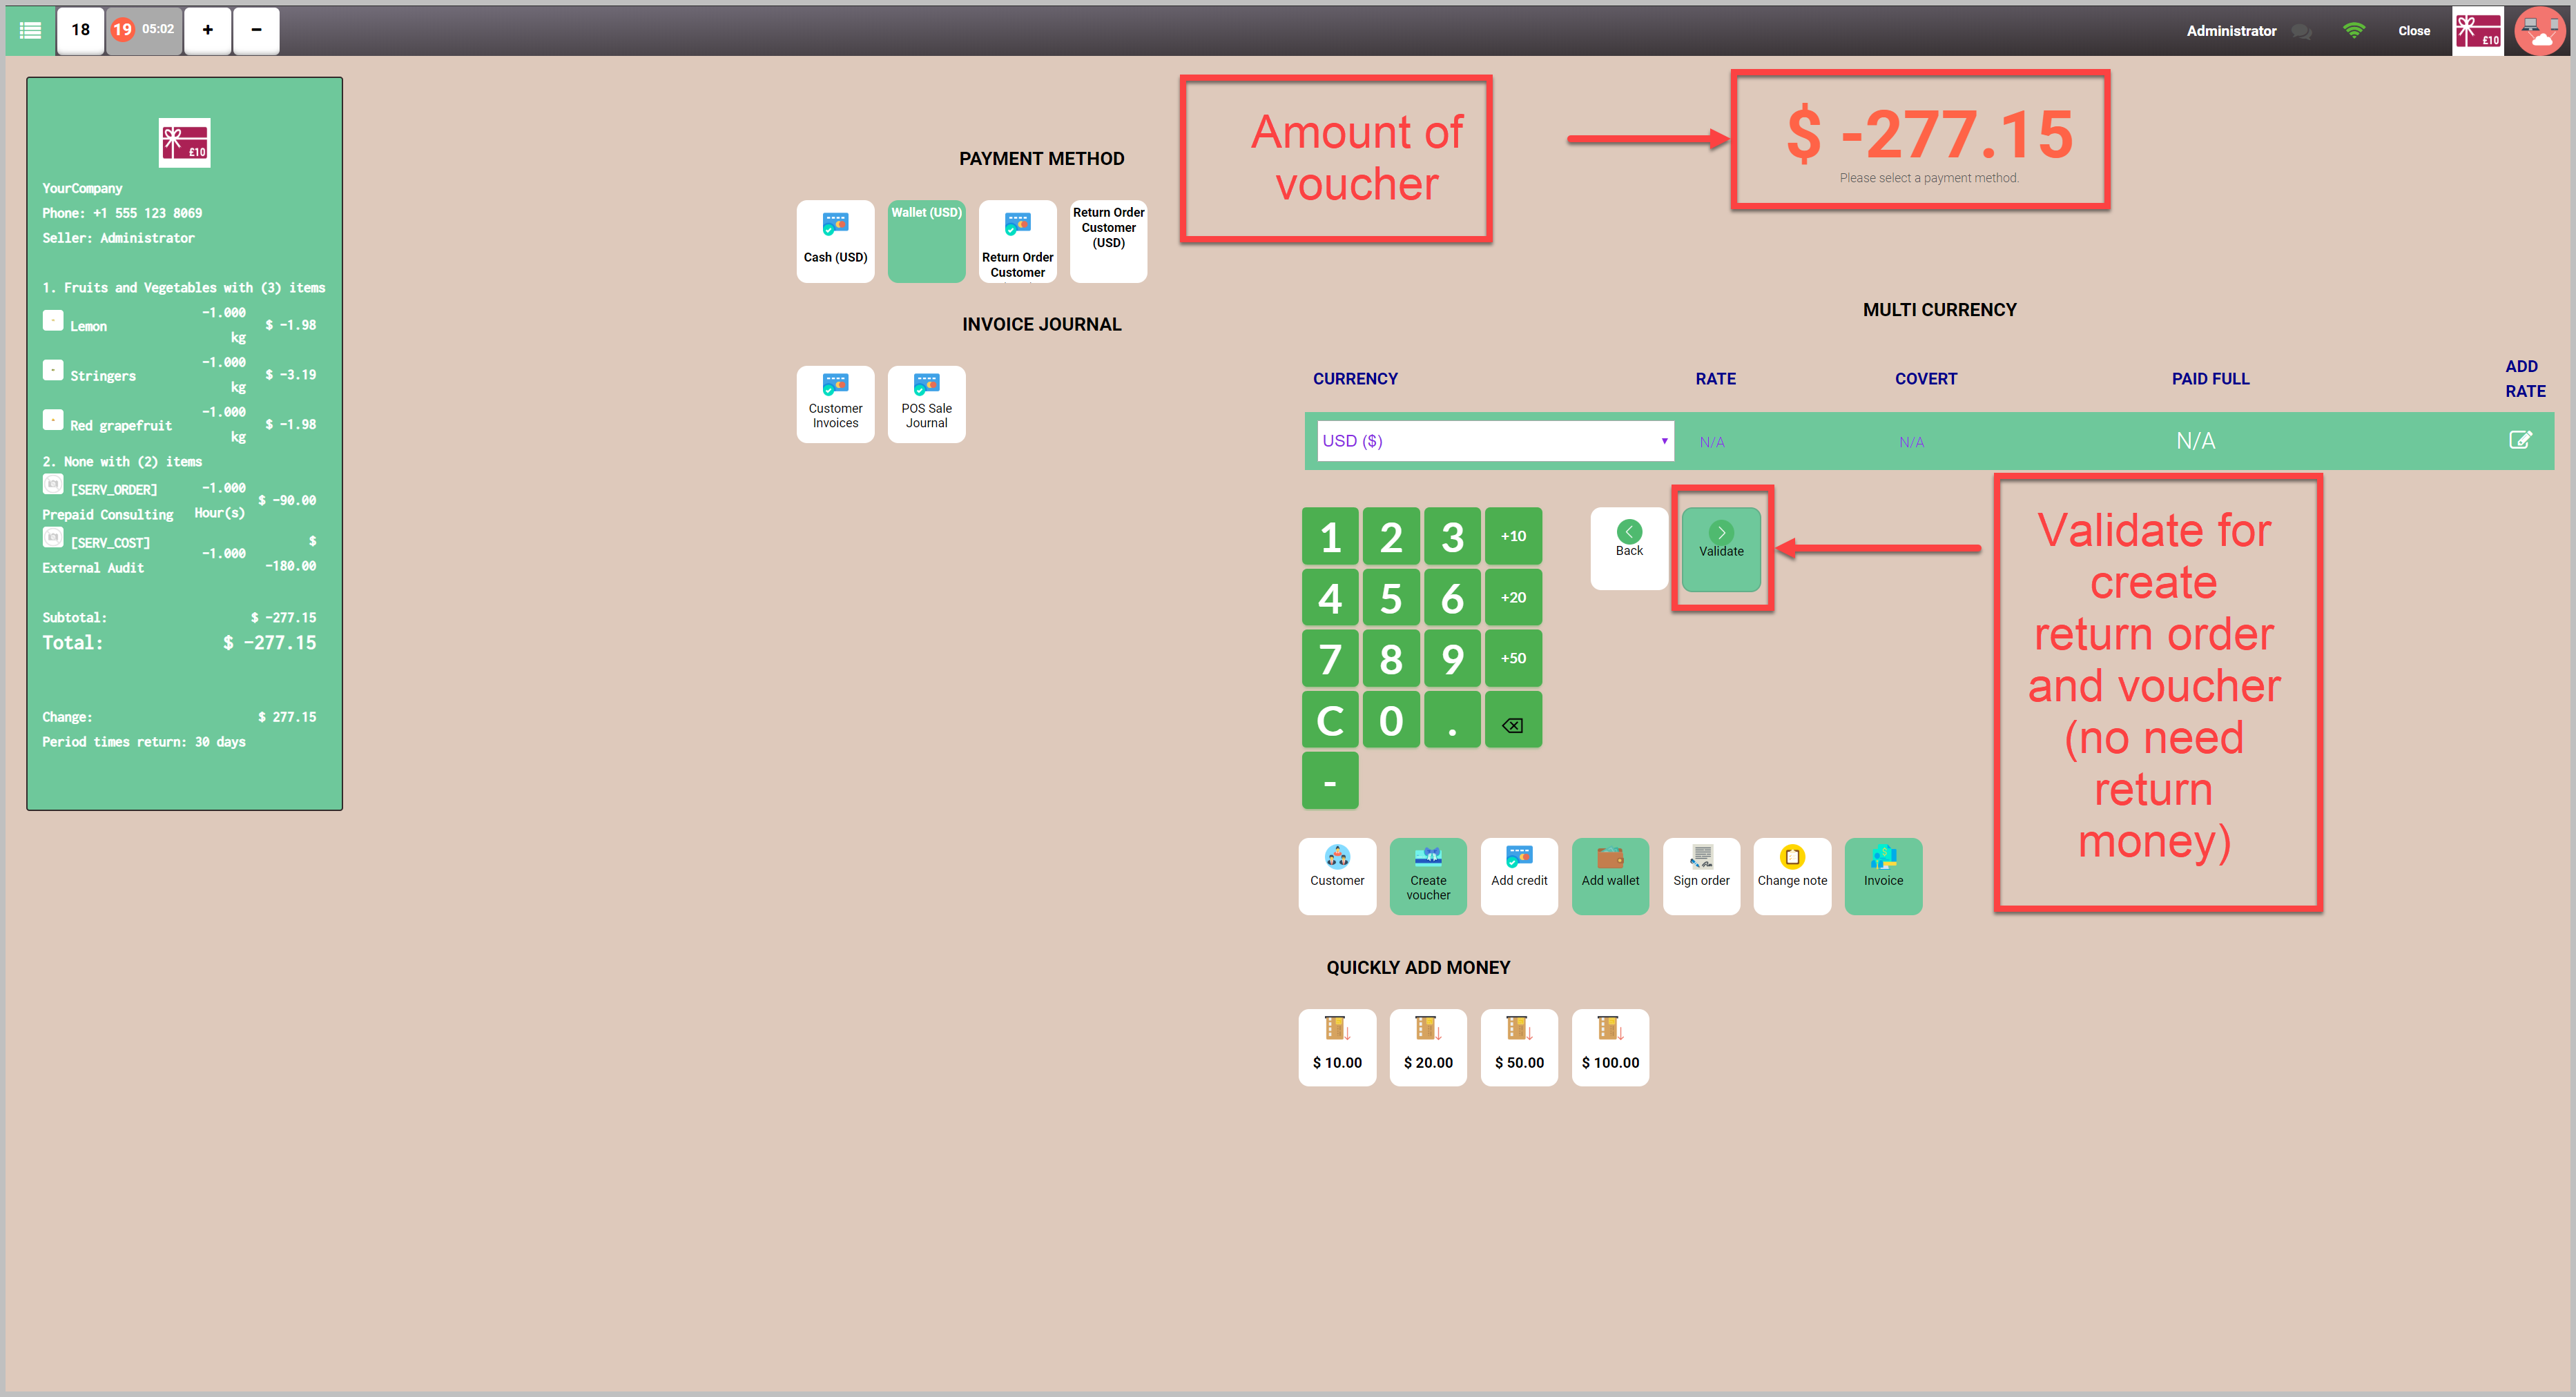 18
19 05:02
+
-
Administrator
Close
£10
£10
YourCompany
Phone: +1 555 123 8069
Seller: Administrator
1. Fruits and Vegetables with (3) items
Lemon -1.000 kg $ -1.98
Stringers -1.000 kg $ -3.19
Red grapefruit -1.000 kg $ -1.98
2. None with (2) items
[SERV_ORDER] Prepaid Consulting -1.000 Hour(s) $ -90.00
[SERV_COST] External Audit -1.000 $ -180.00
Subtotal: $ -277.15
Total: $ -277.15
Change: $ 277.15
Period times return: 30 days
PAYMENT METHOD
Cash (USD)
Wallet (USD)
Return Order
Customer
Return Order
Customer
(USD)
INVOICE JOURNAL
Customer
Invoices
POS Sale
Journal
Amount of
voucher
$ -277.15
Please select a payment method.
MULTI CURRENCY
CURRENCY RATE COVERT PAID FULL ADD RATE
USD ($) N/A N/A N/A
1 2 3 +10
4 5 6 +20
7 8 9 +50
C 0 .
-
Back
Validate
Validate for
create
return order
and voucher
(no need
return
money)
Customer
Create
voucher
Add credit
Add wallet
Sign order
Change note
Invoice
QUICKLY ADD MONEY
$ 10.00
$ 20.00
$ 50.00
$ 100.00